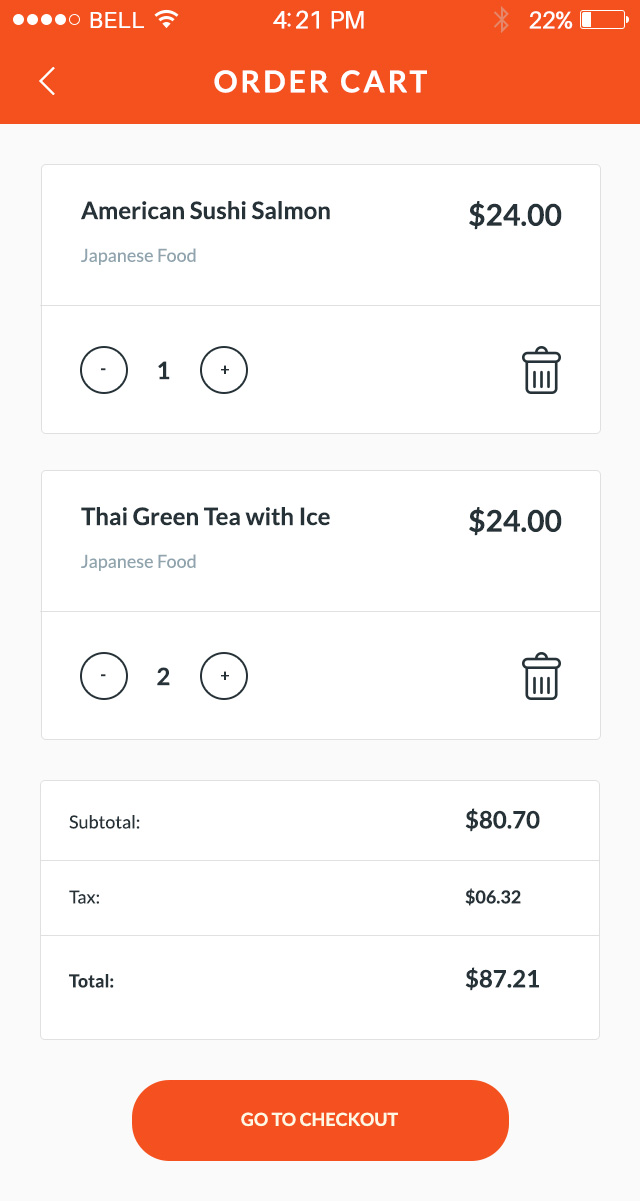 BELL 4:21 PM 22%
ORDER CART
American Sushi Salmon $24.00
Japanese Food
- 1 +
Thai Green Tea with Ice $24.00
Japanese Food
- 2 +
Subtotal: $80.70
Tax: $06.32
Total: $87.21
GO TO CHECKOUT